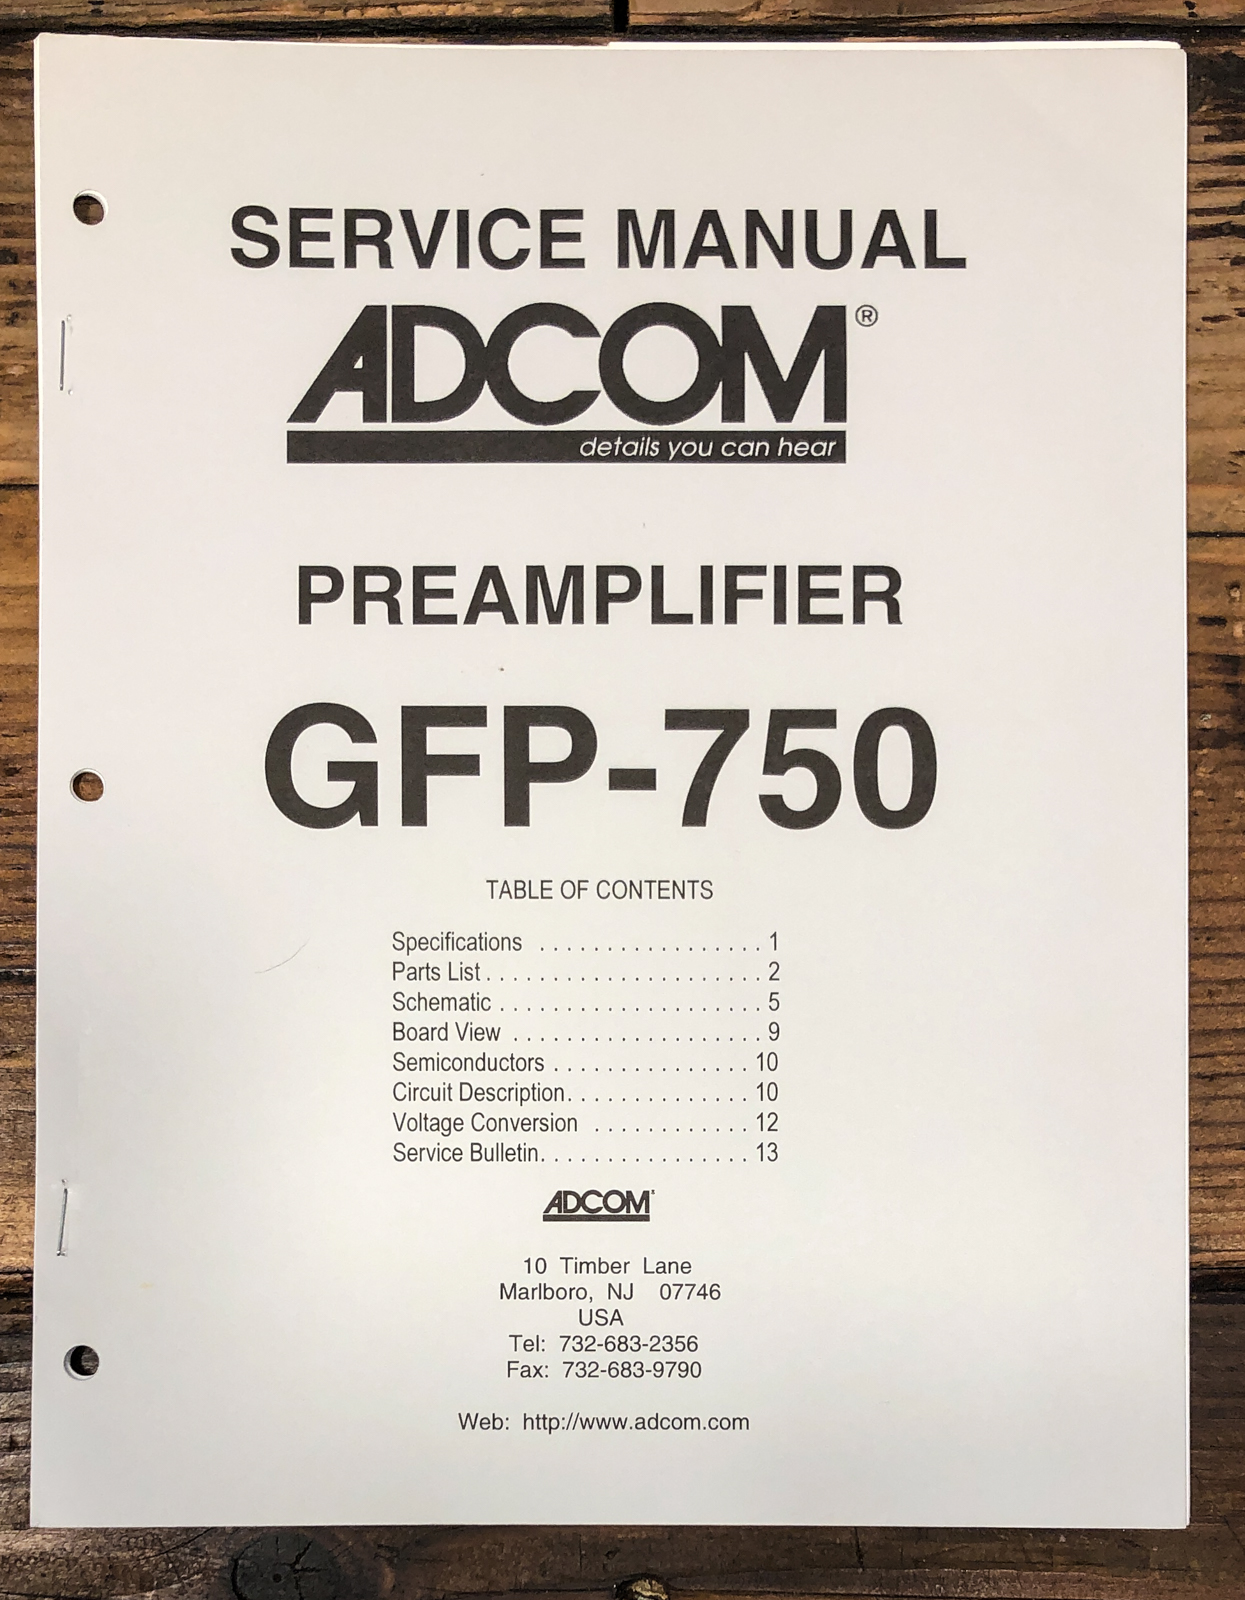 SERVICE MANUAL
ADCOM®
details you can hear
PREAMPLIFIER
GFP-750
TABLE OF CONTENTS
Specifications . . . . . . . . . . . . . . . . . 1
Parts List . . . . . . . . . . . . . . . . . . . . . 2
Schematic . . . . . . . . . . . . . . . . . . . . 5
Board View . . . . . . . . . . . . . . . . . . . 9
Semiconductors . . . . . . . . . . . . . . . 10
Circuit Description. . . . . . . . . . . . . . 10
Voltage Conversion . . . . . . . . . . . . 12
Service Bulletin. . . . . . . . . . . . . . . . 13
ADCOM®
10 Timber Lane
Marlboro, NJ 07746
USA
Tel: 732-683-2356
Fax: 732-683-9790
Web: http://www.adcom.com